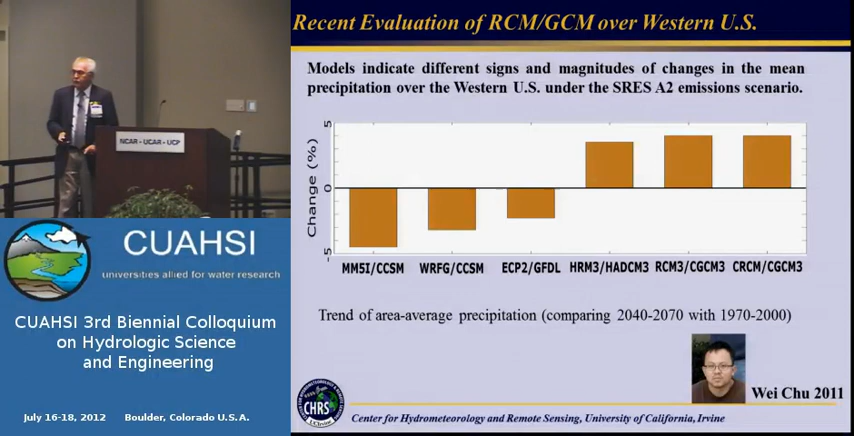 Recent Evaluation of RCM/GCM over Western U.S.
Models indicate different signs and magnitudes of changes in the mean
precipitation over the Western U.S. under the SRES A2 emissions scenario.
5
Change (%)
0
-5
MM5I/CCSM WRFG/CCSM ECP2/GFDL HRM3/HADCM3 RCM3/CGCM3 CRCM/CGCM3
Trend of area-average precipitation (comparing 2040-2070 with 1970-2000)
Wei Chu 2011
CHRS
Center for Hydrometeorology and Remote Sensing, University of California, Irvine
NCAR - UCAR - UCP
CUAHSI
universities allied for water research
CUAHSI 3rd Biennial Colloquium
on Hydrologic Science
and Engineering
July 16-18, 2012 Boulder, Colorado U.S.A.